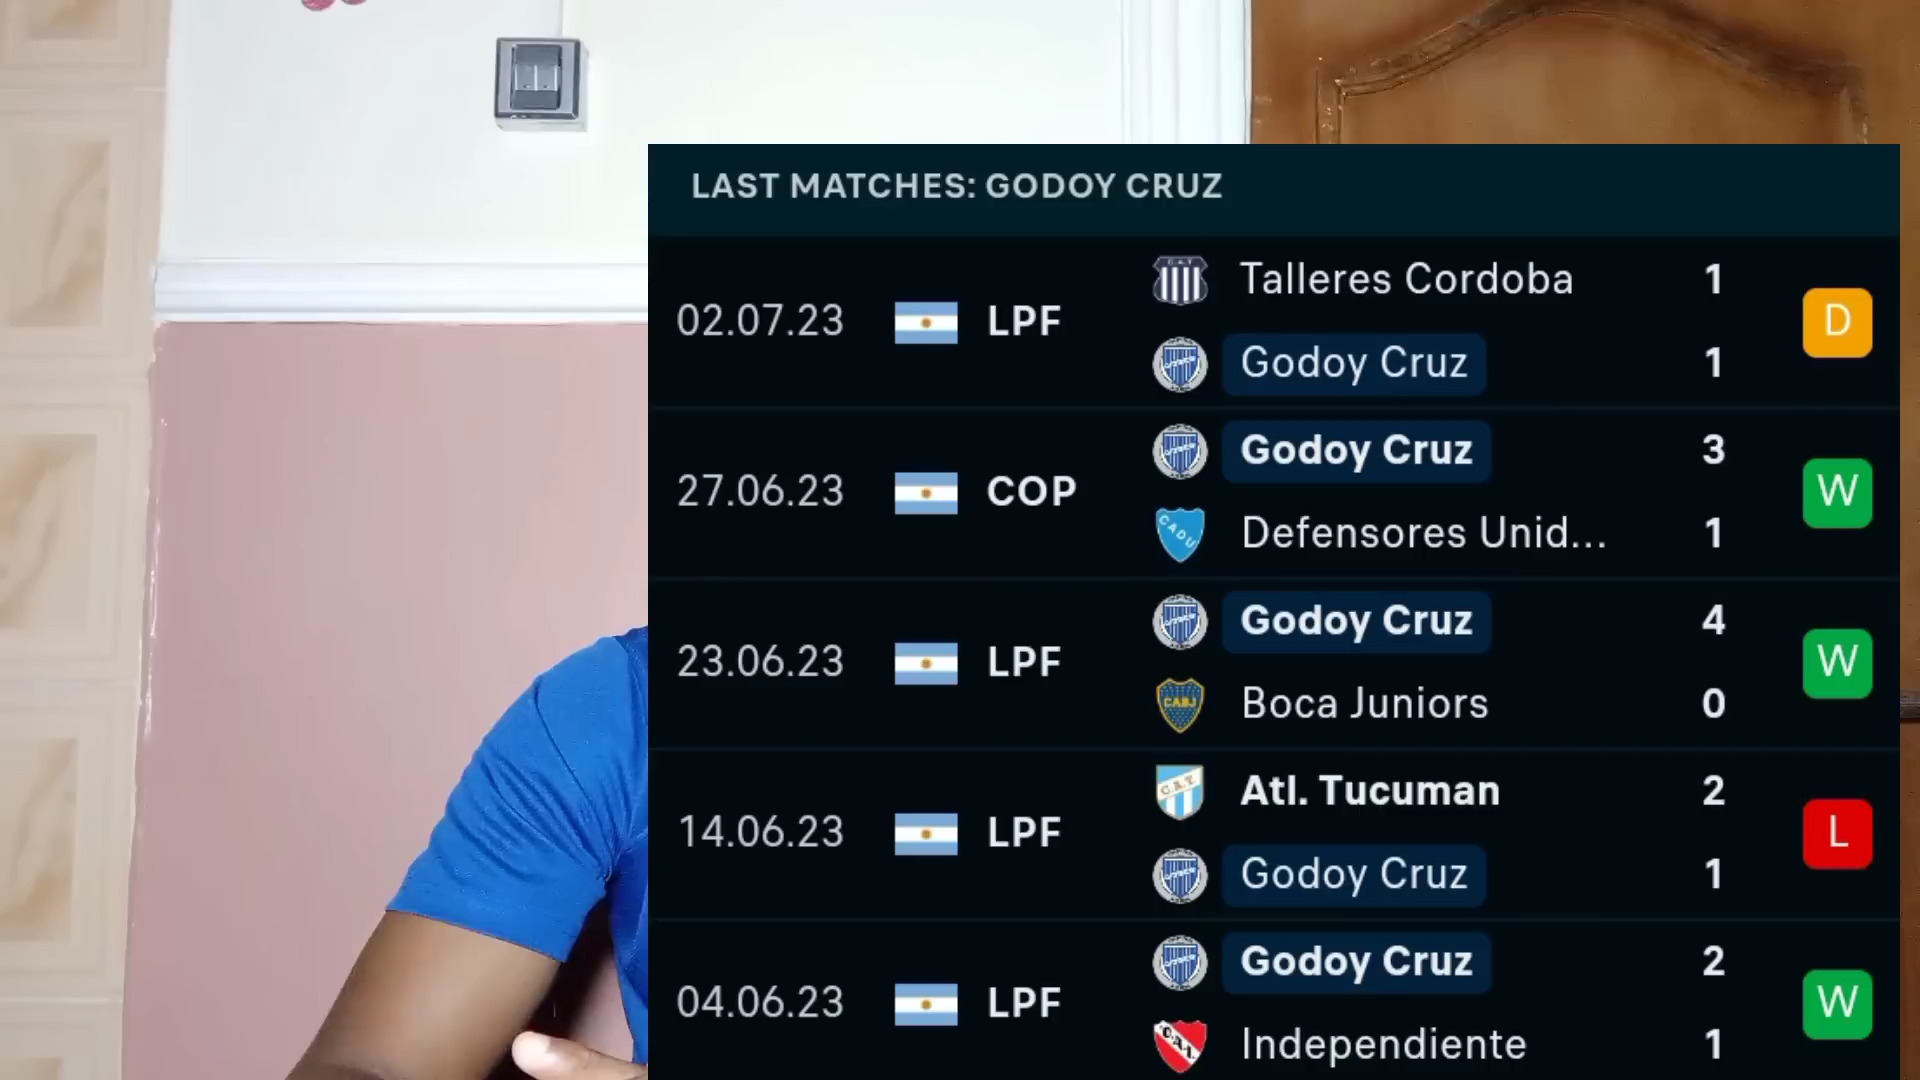 LAST MATCHES: GODOY CRUZ
02.07.23 LPF Talleres Cordoba 1 D
Godoy Cruz 1
27.06.23 COP Godoy Cruz 3 W
Defensores Unid... 1
CADU
23.06.23 LPF Godoy Cruz 4 W
Boca Juniors 0
CABJ
14.06.23 LPF Atl. Tucuman 2 L
C.A.T.
Godoy Cruz 1
04.06.23 LPF Godoy Cruz 2 W
Independiente 1
C.A.I.